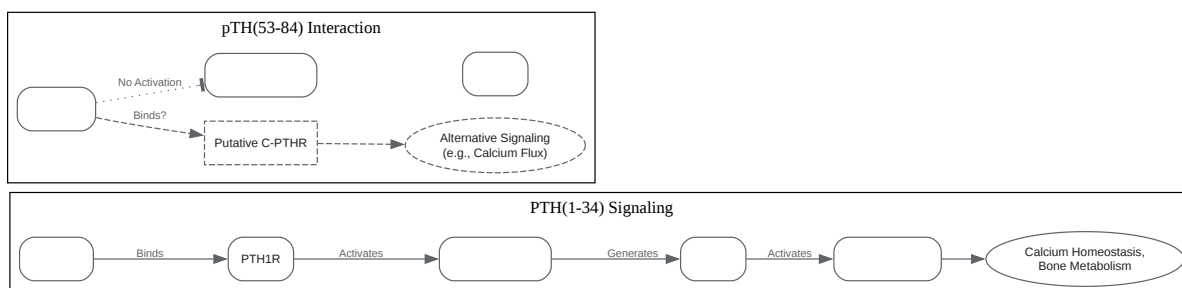 pTH(53-84) Interaction
No Activation
Binds?
Putative C-PTHR
Alternative Signaling
(e.g., Calcium Flux)
PTH(1-34) Signaling
Binds
PTH1R
Activates
Generates
Activates
Calcium Homeostasis,
Bone Metabolism